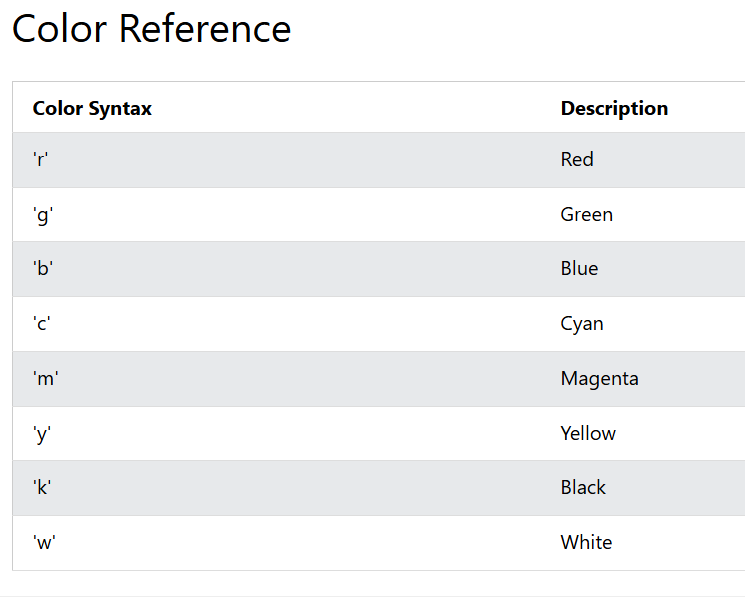 Color Reference
Color Syntax Description
'r' Red
'g' Green
'b' Blue
'c' Cyan
'm' Magenta
'y' Yellow
'k' Black
'w' White